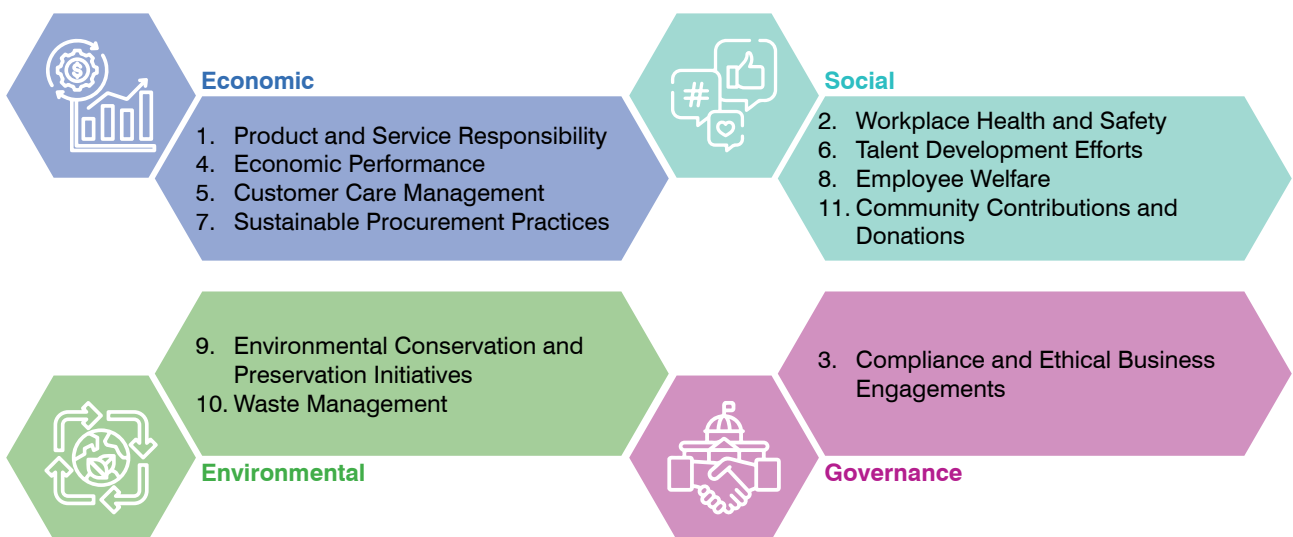 Economic
1. Product and Service Responsibility
4. Economic Performance
5. Customer Care Management
7. Sustainable Procurement Practices
Social
2. Workplace Health and Safety
6. Talent Development Efforts
8. Employee Welfare
11. Community Contributions and
Donations
9. Environmental Conservation and
Preservation Initiatives
10. Waste Management
Environmental
3. Compliance and Ethical Business
Engagements
Governance
$
#